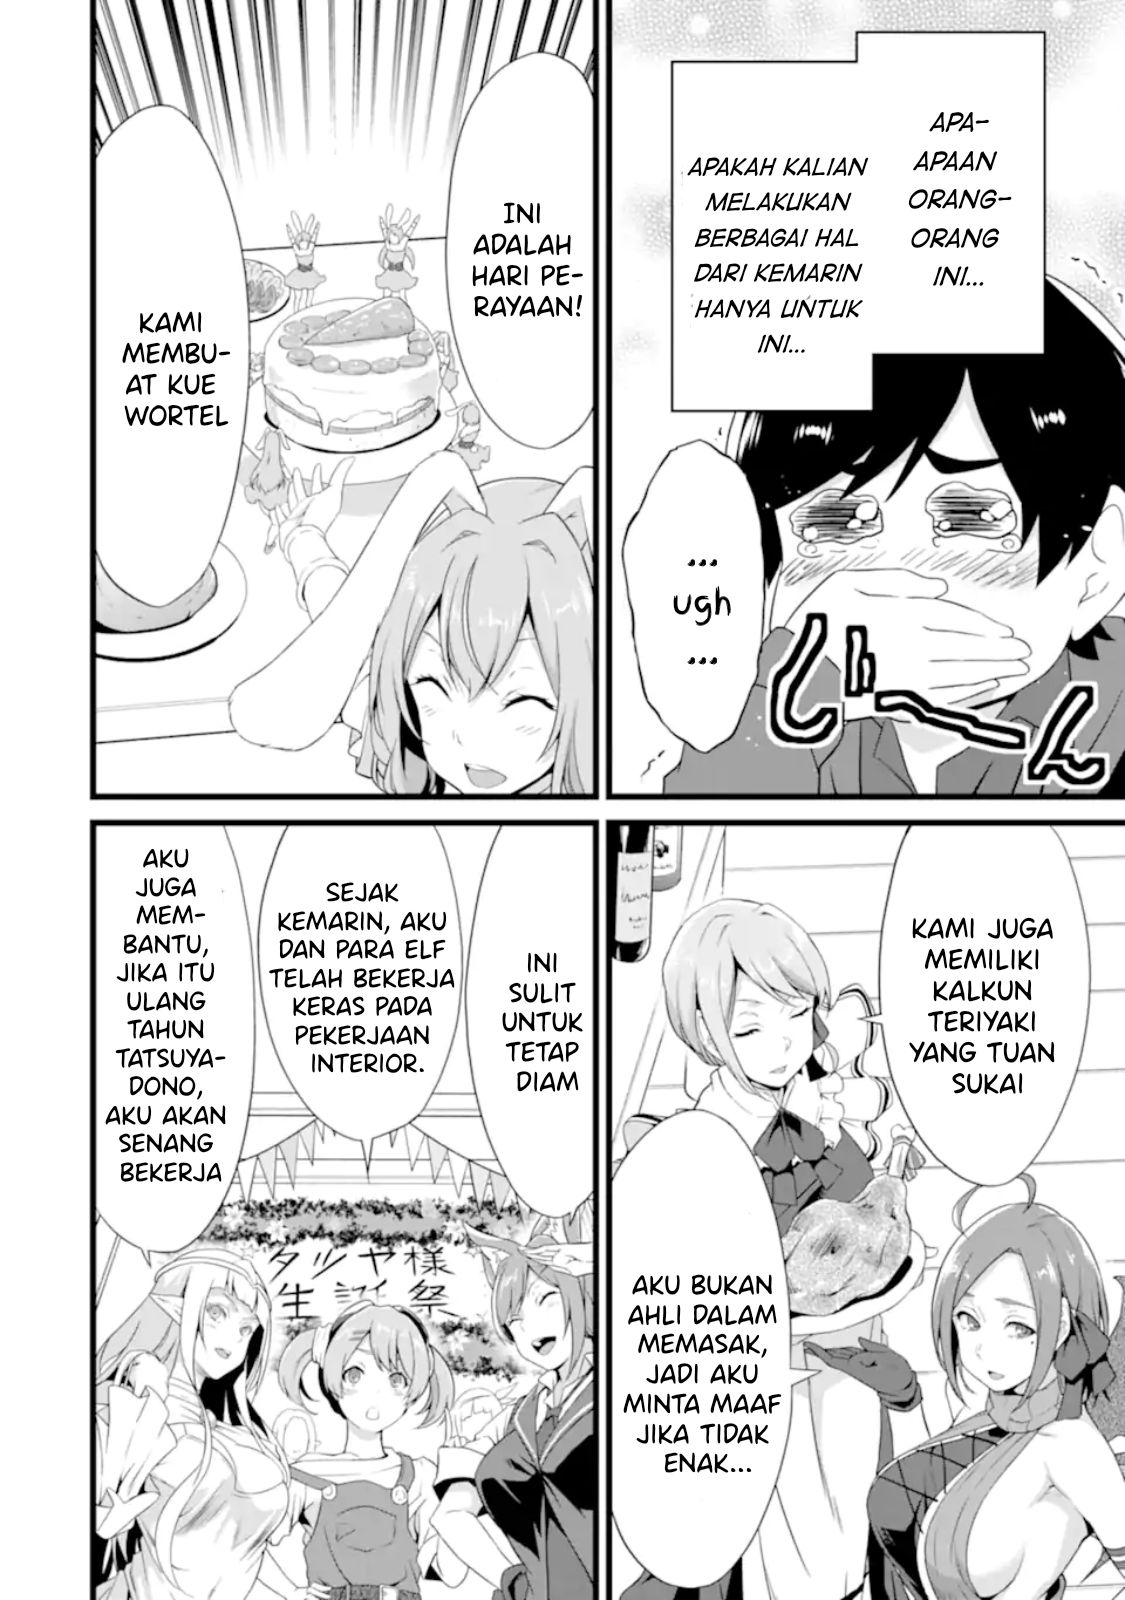 APA-
APAAN
ORANG-
ORANG
INI...
APAKAH KALIAN
MELAKUKAN
BERBAGAI HAL
DARI KEMARIN
HANYA UNTUK
INI...
...
ugh
...
じーん
INI
ADALAH
HARI PE-
RAYAAN!
KAMI
MEMBU-
AT KUE
WORTEL
KAMI JUGA
MEMILIKI
KALKUN
TERIYAKI
YANG TUAN
SUKAI
AKU BUKAN
AHLI DALAM
MEMASAK,
JADI AKU
MINTA MAAF
JIKA TIDAK
ENAK...
INI
SULIT
UNTUK
TETAP
DIAM
SEJAK
KEMARIN, AKU
DAN PARA ELF
TELAH BEKERJA
KERAS PADA
PEKERJAAN
INTERIOR.
AKU
JUGA
MEM-
BANTU,
JIKA ITU
ULANG
TAHUN
TATSUYA-
DONO,
AKU AKAN
SENANG
BEKERJA
タツヤ様
生誕祭